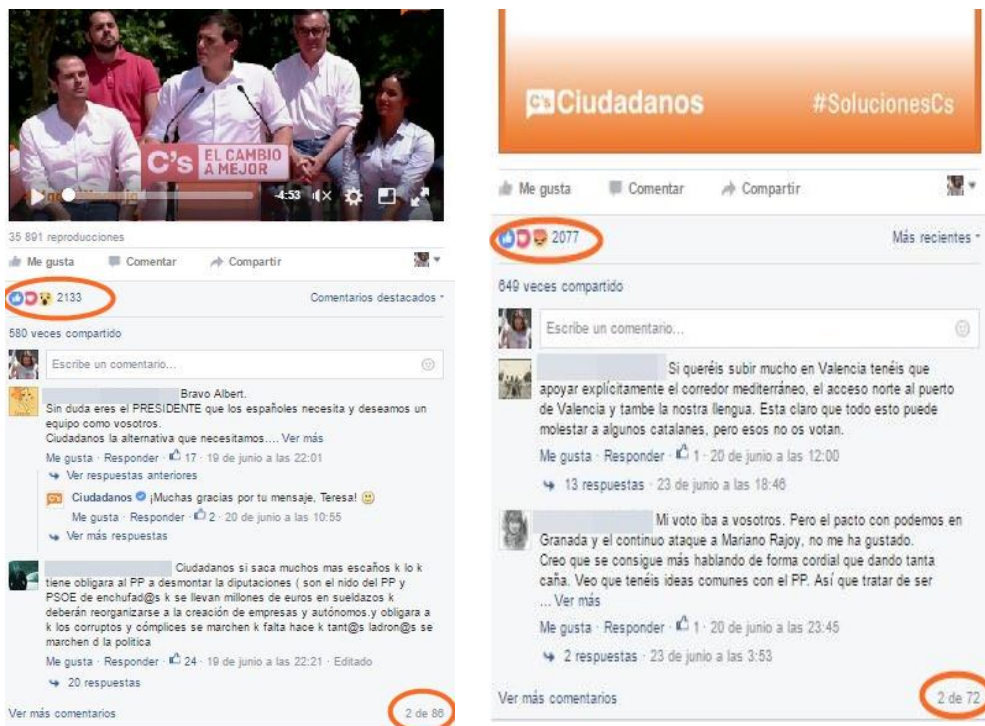 C's EL CAMBIO
A MEJOR
-4:53
35 891 reproducciones
Me gusta Comentar Compartir
2133 Comentarios destacados
580 veces compartido
Escribe un comentario...
Bravo Albert.
Sin duda eres el PRESIDENTE que los españoles necesita y deseamos un
equipo como vosotros.
Ciudadanos la alternativa que necesitamos.... Ver más
Me gusta · Responder · 17 · 19 de junio a las 22:01
Ver respuestas anteriores
Ciudadanos ¡Muchas gracias por tu mensaje, Teresa!
Me gusta · Responder · 2 · 20 de junio a las 10:55
Ver más respuestas
Ciudadanos si saca muchos mas escaños k lo k
tiene obligara al PP a desmontar la diputaciones ( son el nido del PP y
PSOE de enchufad@s k se llevan millones de euros en sueldazos k
deberán reorganizarse a la creación de empresas y autónomos.y obligara a
k los corruptos y cómplices se marchen k falta hace k tant@s ladron@s se
marchen d la politica
Me gusta · Responder · 24 · 19 de junio a las 22:21 · Editado
20 respuestas
Ver más comentarios 2 de 86
C's Ciudadanos #SolucionesCs
Me gusta Comentar Compartir
2077 Más recientes
649 veces compartido
Escribe un comentario...
Si queréis subir mucho en Valencia tenéis que
apoyar explícitamente el corredor mediterráneo, el acceso norte al puerto
de Valencia y tambe la nostra llengua. Esta claro que todo esto puede
molestar a algunos catalanes, pero esos no os votan.
Me gusta · Responder · 1 · 20 de junio a las 12:00
13 respuestas · 23 de junio a las 18:46
Mi voto iba a vosotros. Pero el pacto con podemos en
Granada y el continuo ataque a Mariano Rajoy, no me ha gustado.
Creo que se consigue más hablando de forma cordial que dando tanta
caña. Veo que tenéis ideas comunes con el PP. Así que tratar de ser
... Ver más
Me gusta · Responder · 1 · 20 de junio a las 23:45
2 respuestas · 23 de junio a las 3:53
Ver más comentarios 2 de 72